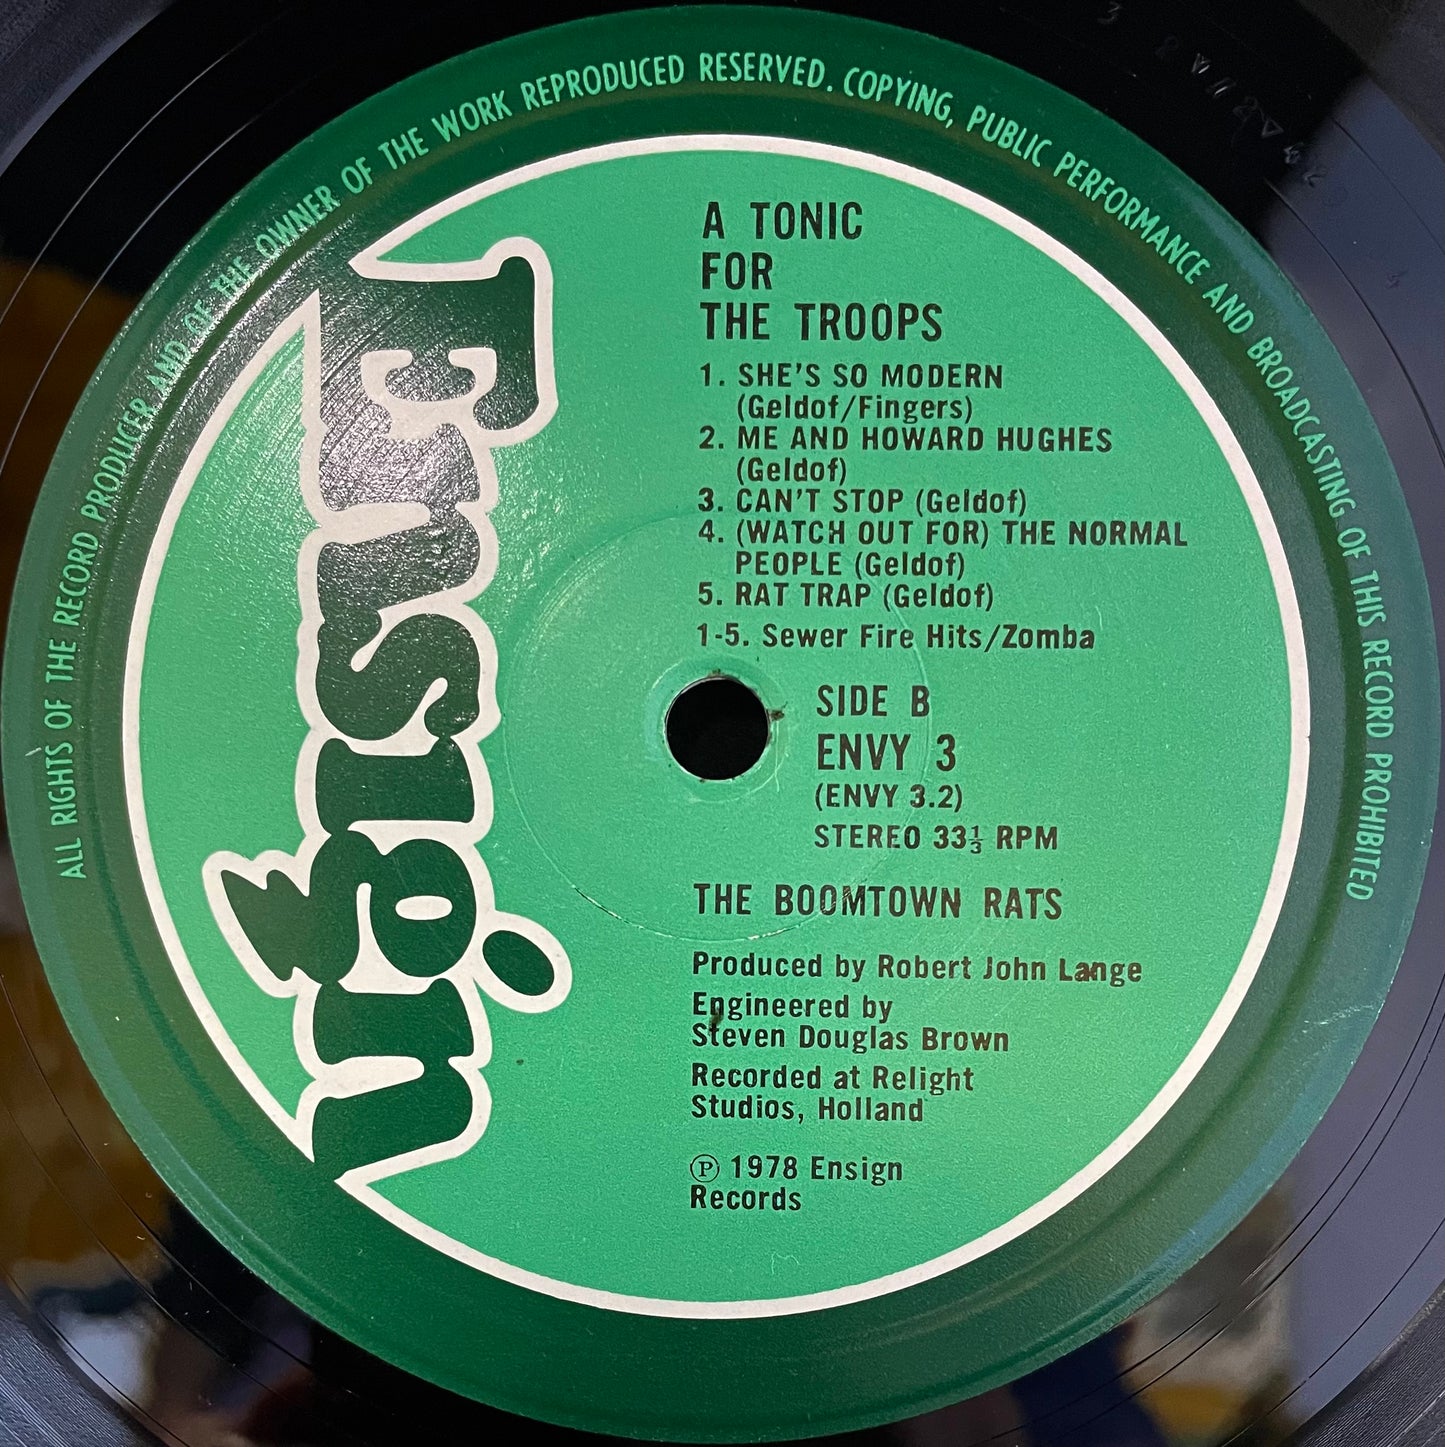 ALL RIGHTS OF THE RECORD PRODUCER AND OF THE OWNER OF THE WORK REPRODUCED RESERVED. COPYING, PUBLIC PERFORMANCE AND BROADCASTING OF THIS RECORD PROHIBITED
Ensign
A TONIC
FOR
THE TROOPS
1. SHE'S SO MODERN
(Geldof/Fingers)
2. ME AND HOWARD HUGHES
(Geldof)
3. CAN'T STOP (Geldof)
4. (WATCH OUT FOR) THE NORMAL
PEOPLE (Geldof)
5. RAT TRAP (Geldof)
1-5. Sewer Fire Hits/Zomba
SIDE B
ENVY 3
(ENVY 3.2)
STEREO 33⅓ RPM
THE BOOMTOWN RATS
Produced by Robert John Lange
Engineered by
Steven Douglas Brown
Recorded at Relight
Studios, Holland
℗ 1978 Ensign
Records